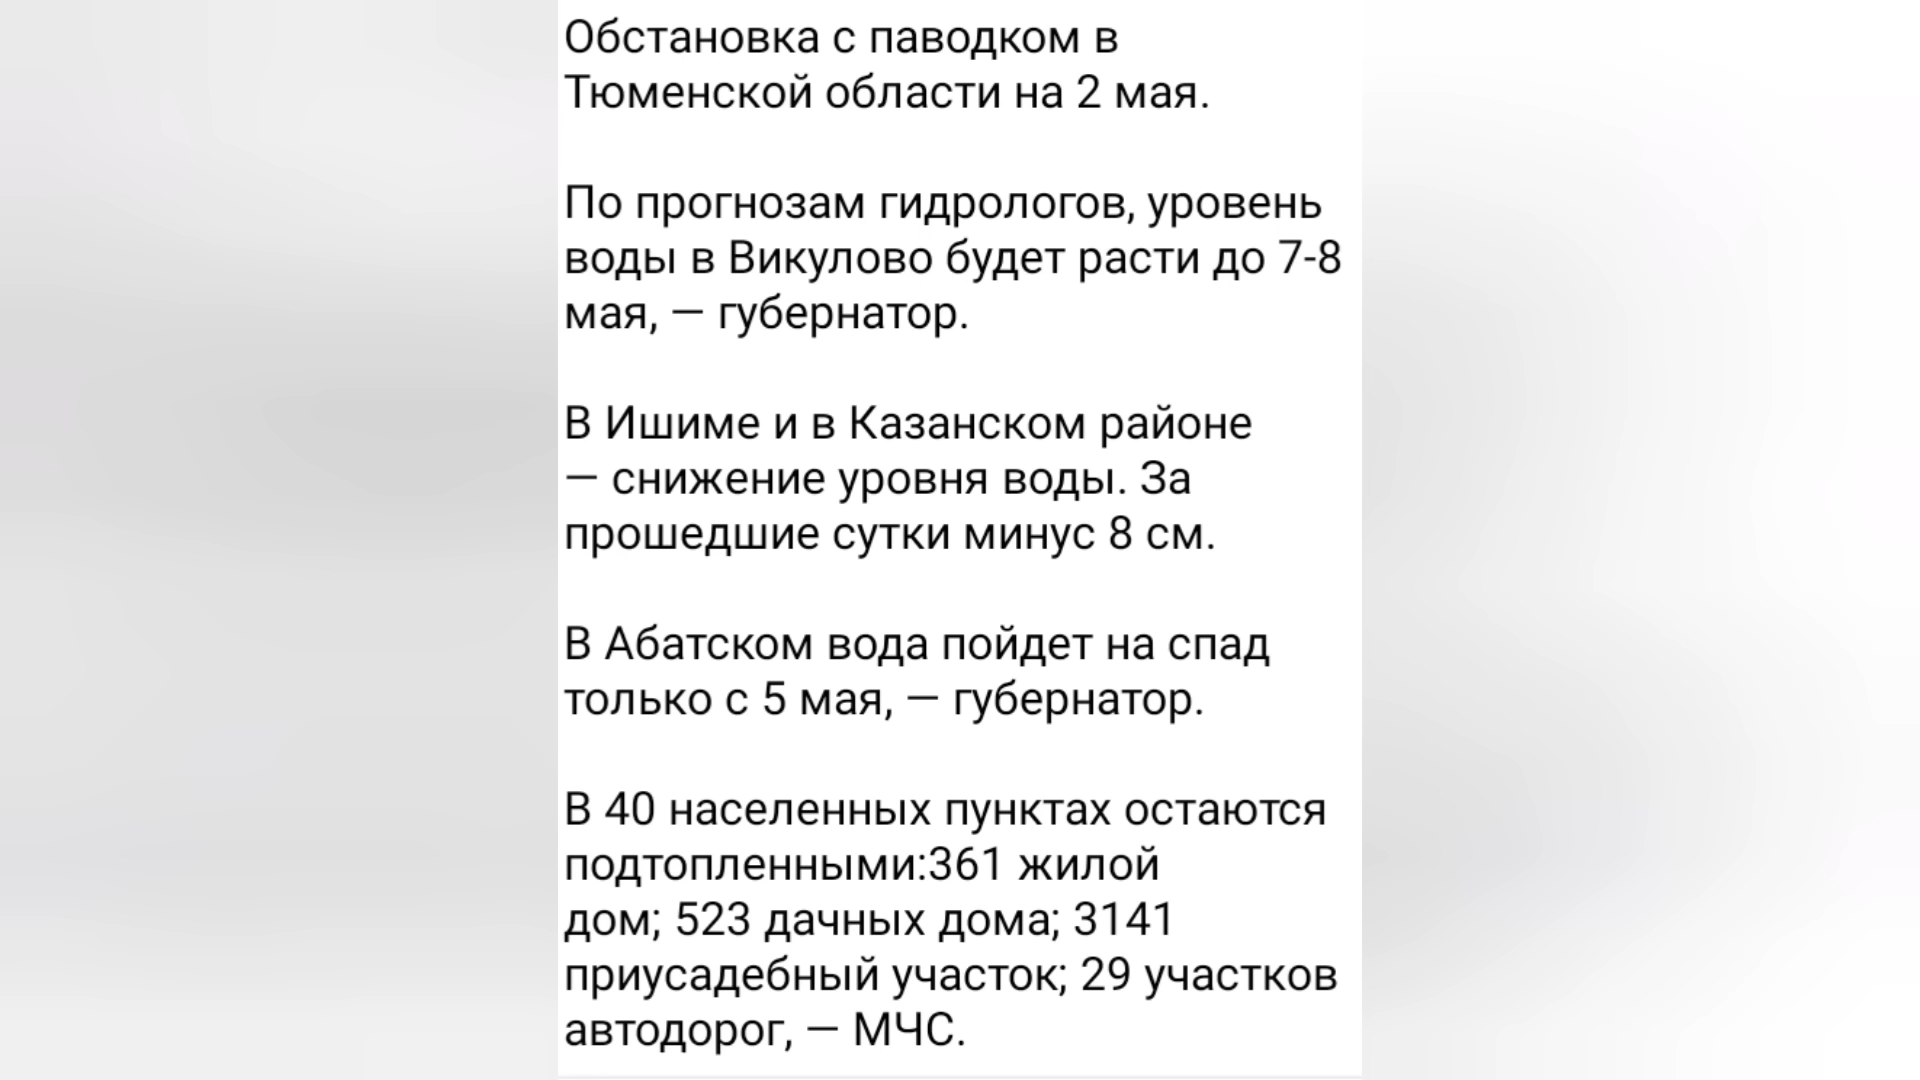 Обстановка с паводком в
Тюменской области на 2 мая.
По прогнозам гидрологов, уровень
воды в Викулово будет расти до 7-8
мая, — губернатор.
В Ишиме и в Казанском районе
— снижение уровня воды. За
прошедшие сутки минус 8 см.
В Абатском вода пойдет на спад
только с 5 мая, — губернатор.
В 40 населенных пунктах остаются
подтопленными:361 жилой
дом; 523 дачных дома; 3141
приусадебный участок; 29 участков
автодорог, — МЧС.